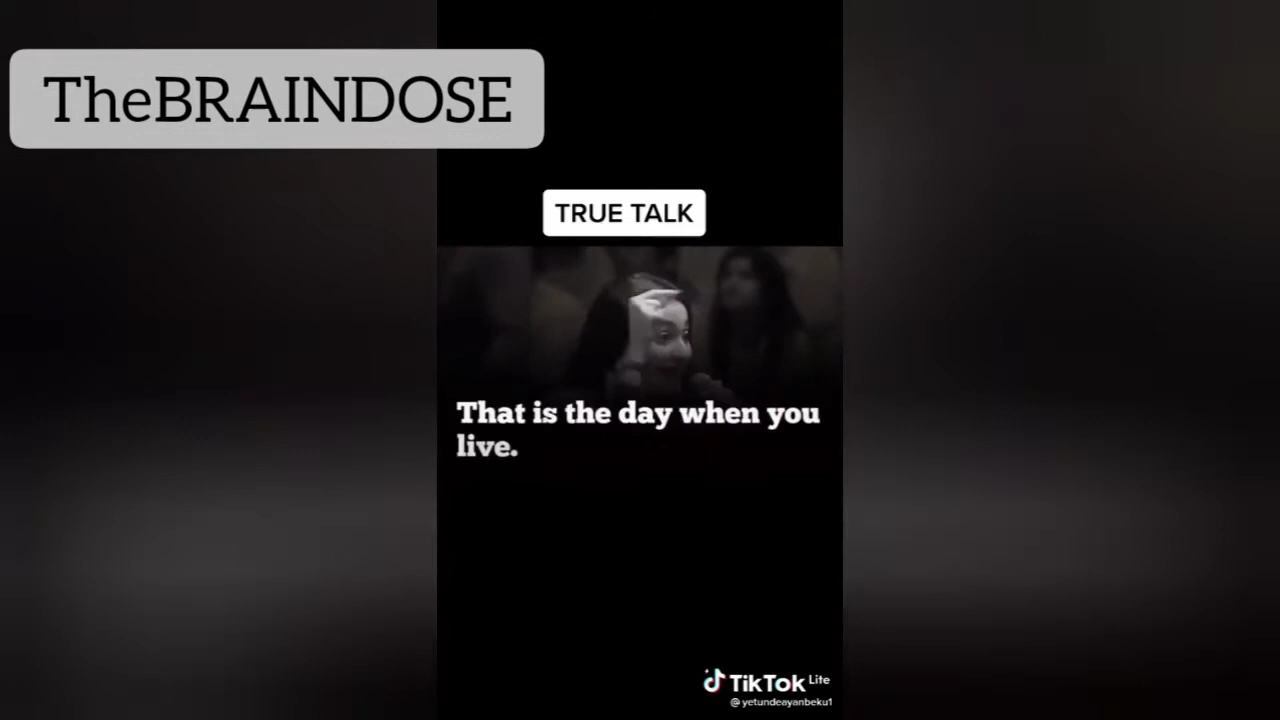 TheBRAINDOSE
TRUE TALK
That is the day when you
live.
TikTok Lite
@yetundeayanbeku1